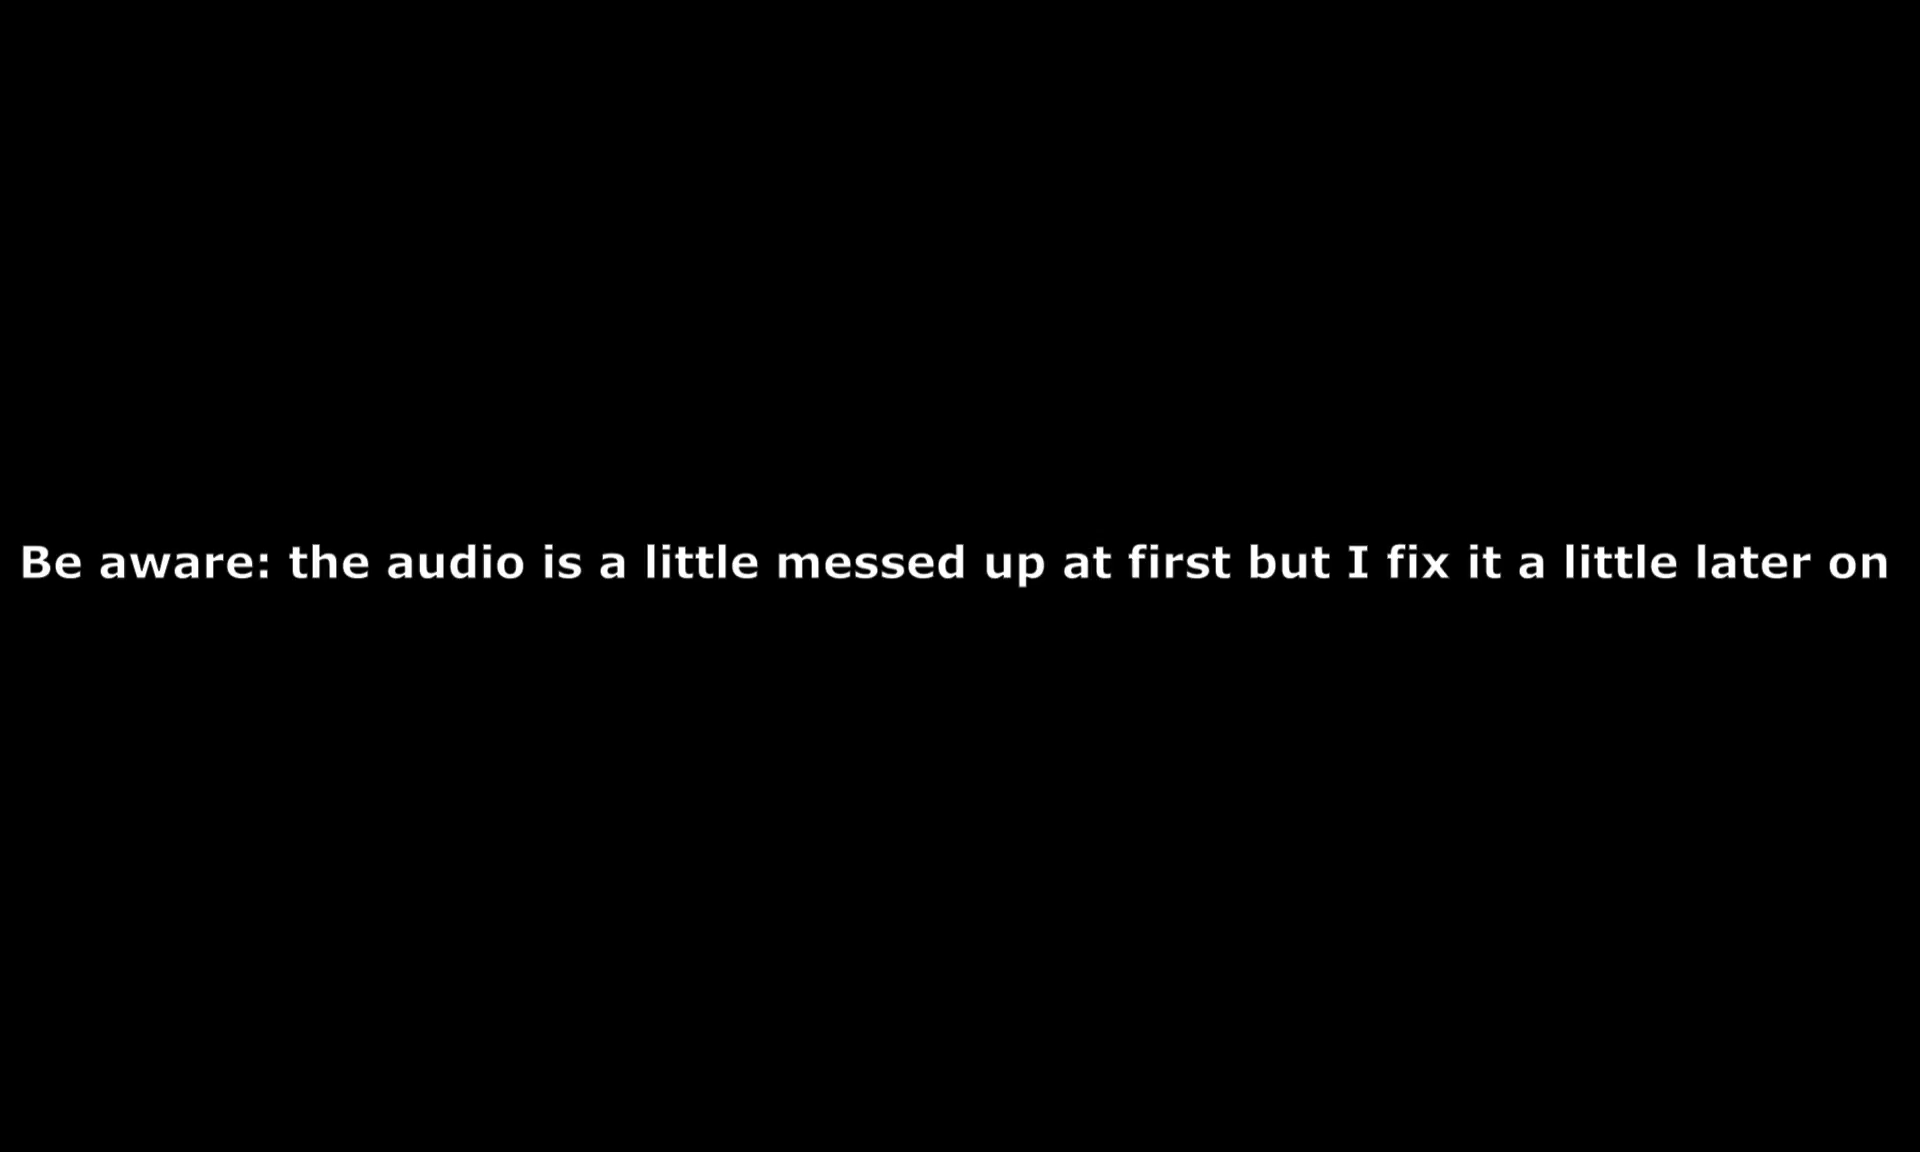 Be aware: the audio is a little messed up at first but I fix it a little later on